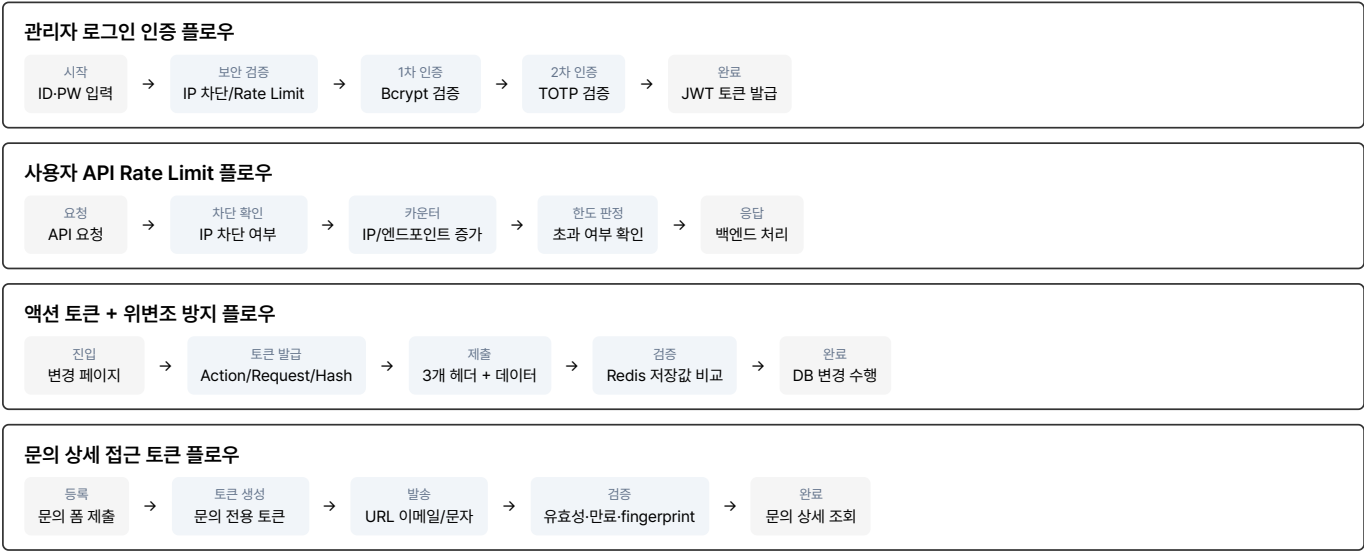 관리자 로그인 인증 플로우
시작 → 보안 검증 → 1차 인증 → 2차 인증 → 완료
ID·PW 입력 → IP 차단/Rate Limit → Bcrypt 검증 → TOTP 검증 → JWT 토큰 발급
사용자 API Rate Limit 플로우
요청 → 차단 확인 → 카운터 → 한도 판정 → 응답
API 요청 → IP 차단 여부 → IP/엔드포인트 증가 → 초과 여부 확인 → 백엔드 처리
액션 토큰 + 위변조 방지 플로우
진입 → 토큰 발급 → 제출 → 검증 → 완료
변경 페이지 → Action/Request/Hash → 3개 헤더 + 데이터 → Redis 저장값 비교 → DB 변경 수행
문의 상세 접근 토큰 플로우
등록 → 토큰 생성 → 발송 → 검증 → 완료
문의 폼 제출 → 문의 전용 토큰 → URL 이메일/문자 → 유효성·만료·fingerprint → 문의 상세 조회